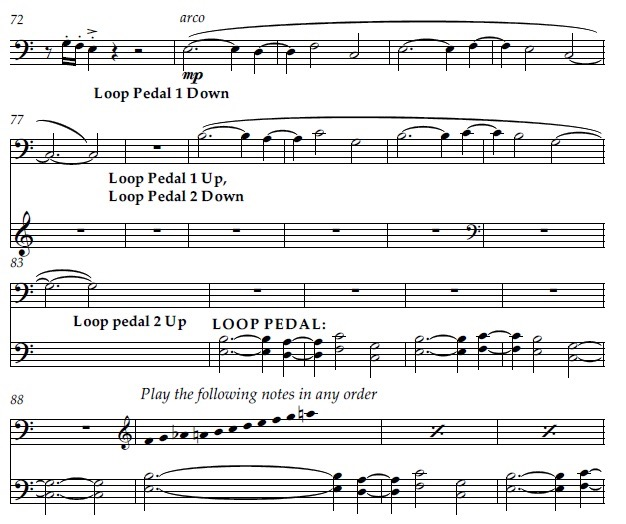 72
arco
mp
Loop Pedal 1 Down
77
Loop Pedal 1 Up,
Loop Pedal 2 Down
83
Loop pedal 2 Up
LOOP PEDAL:
88
Play the following notes in any order